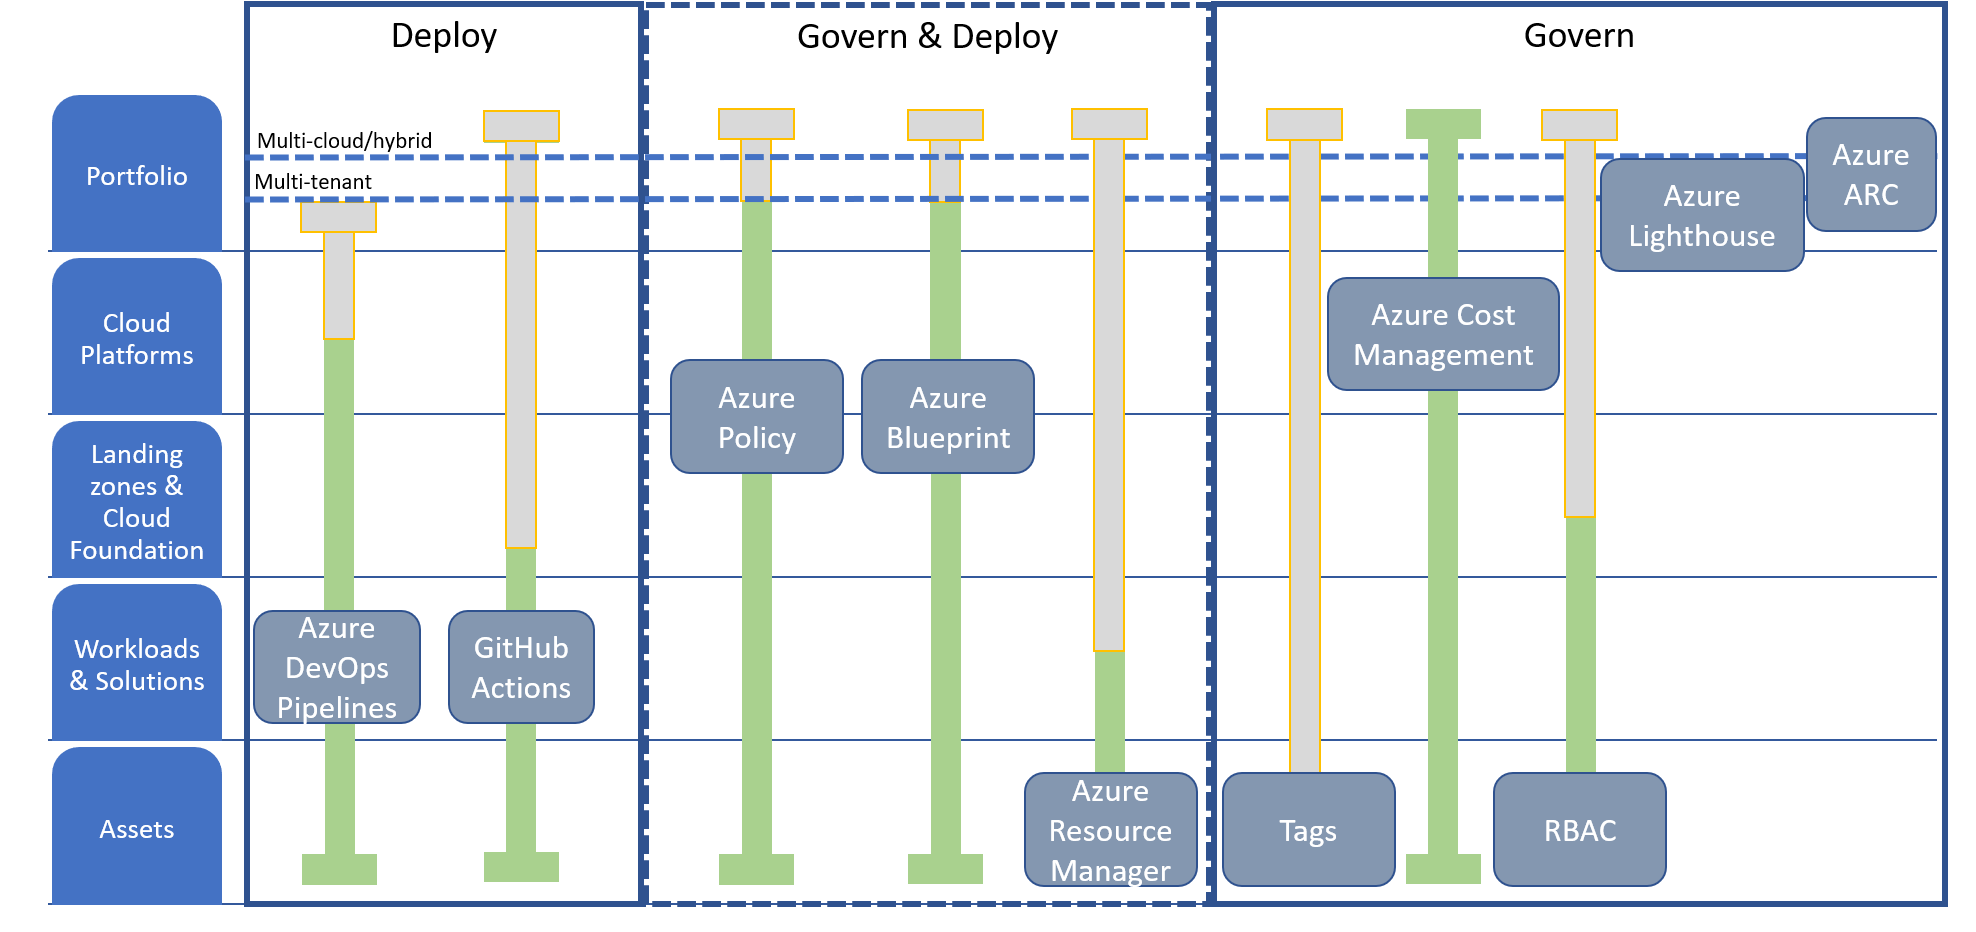 Deploy
Govern & Deploy
Govern
Portfolio
Multi-cloud/hybrid
Multi-tenant
Azure
ARC
Azure
Lighthouse
Cloud
Platforms
Azure Cost
Management
Azure
Policy
Azure
Blueprint
Landing
zones &
Cloud
Foundation
Workloads
& Solutions
Azure
DevOps
Pipelines
GitHub
Actions
Assets
Azure
Resource
Manager
Tags
RBAC